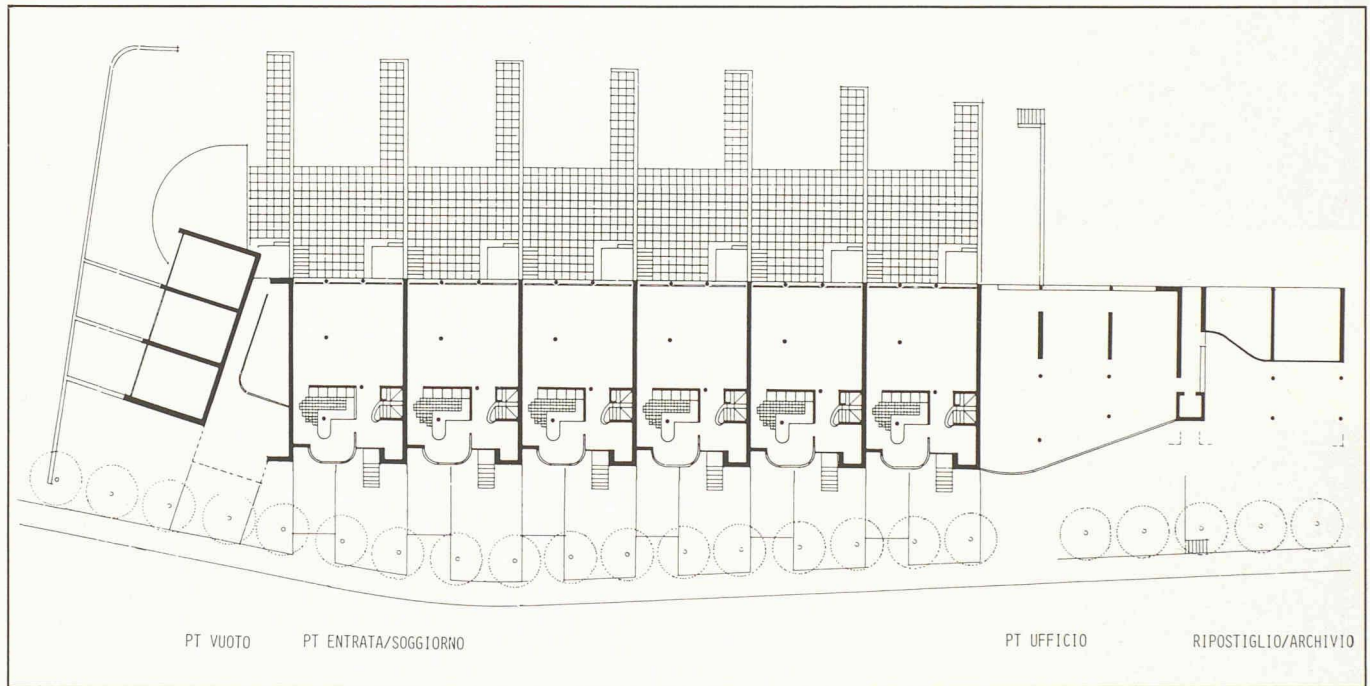 PT VUOTO
PT ENTRATA/SOGGIORNO
PT UFFICIO
RIPOSTIGLIO/ARCHIVIO